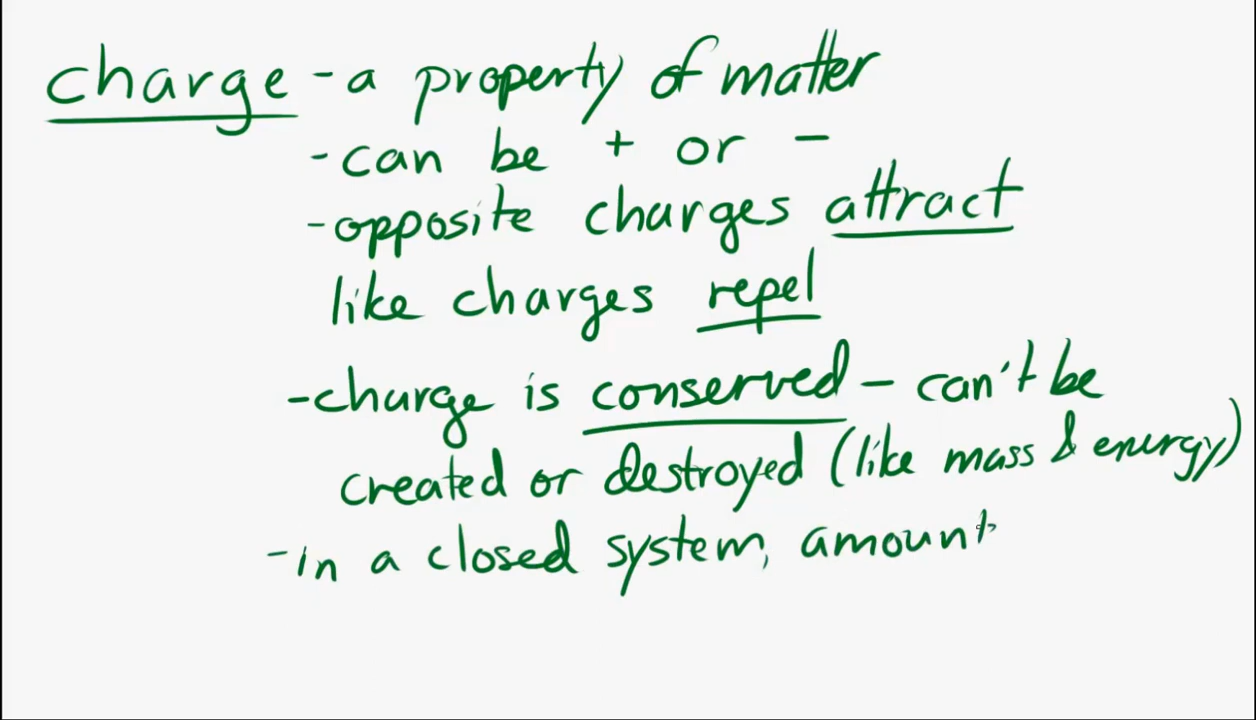 charge - a property of matter
- can be + or -
- opposite charges attract
like charges repel
- charge is conserved - can't be
created or destroyed (like mass & energy)
- in a closed system, amount